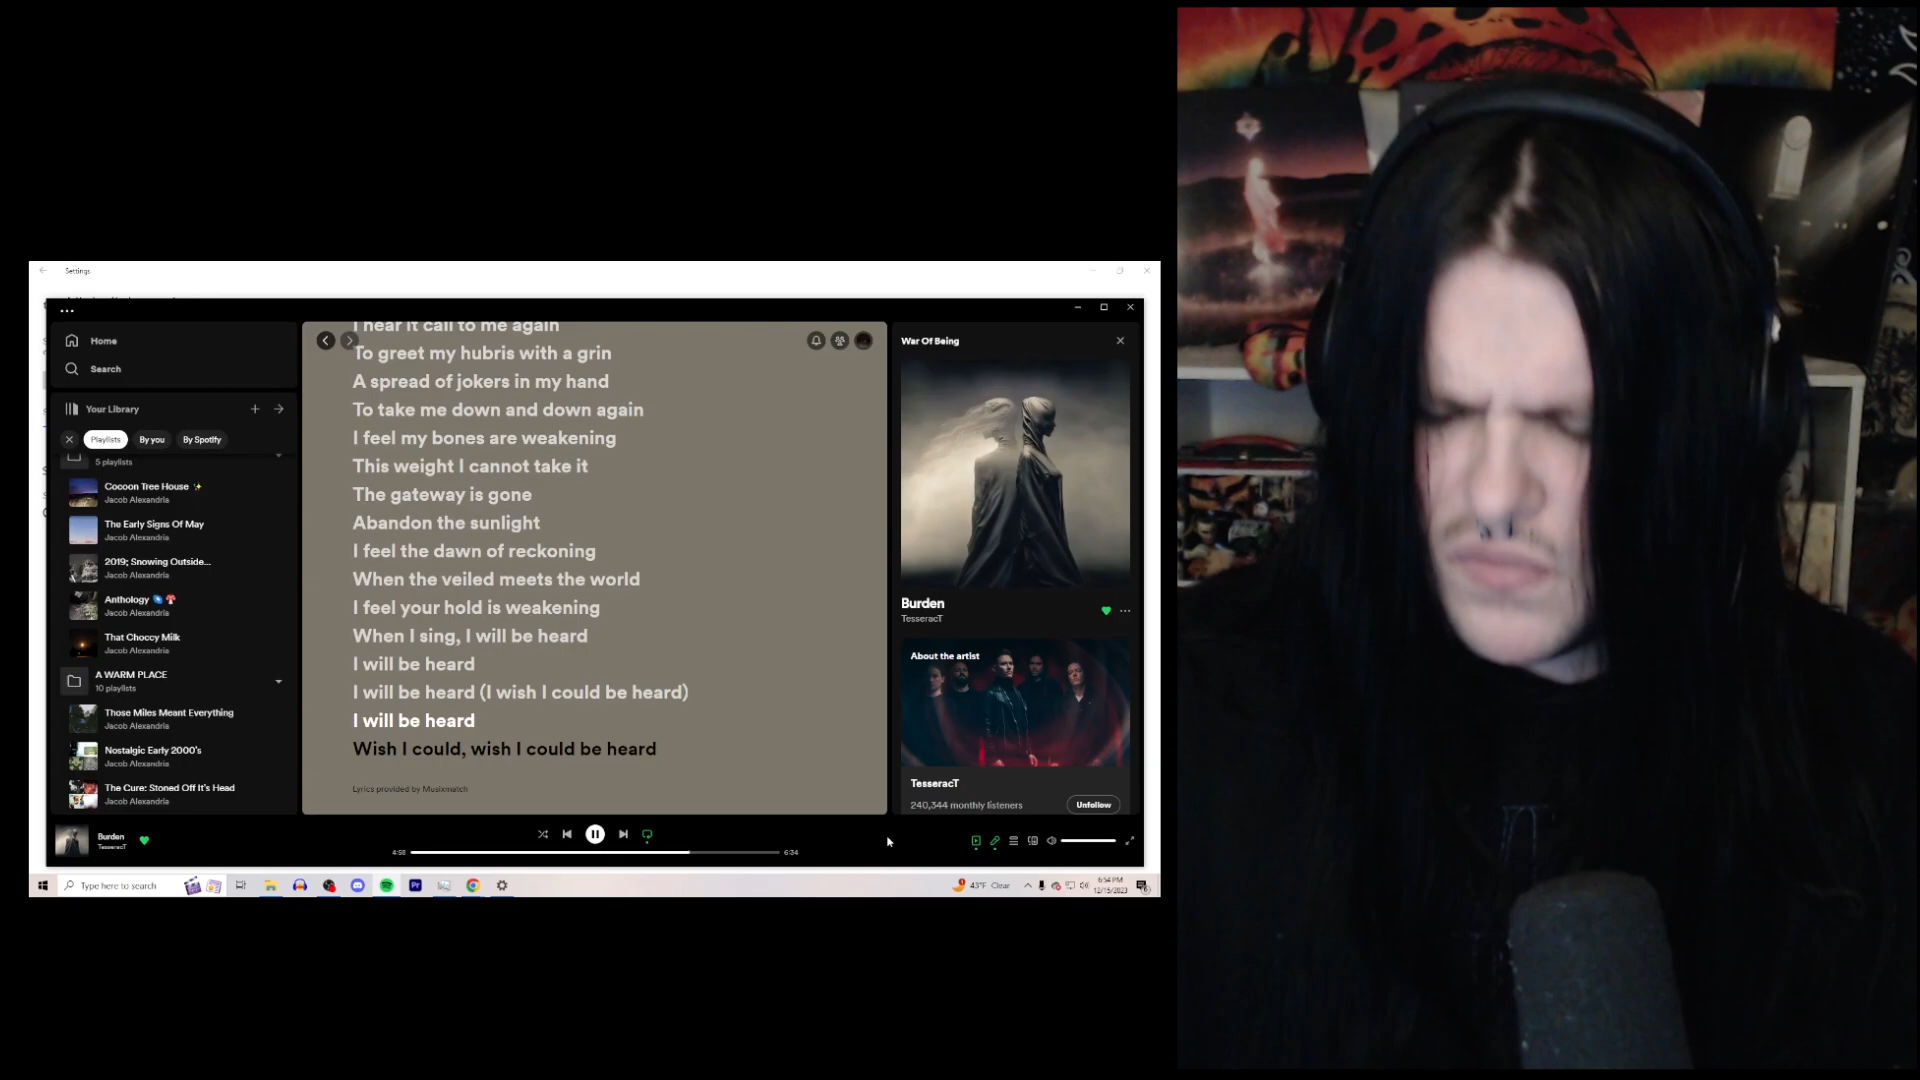 Settings
Home
Search
Your Library
Playlists
By you
By Spotify
5 playlists
Cocoon Tree House ✨
Jacob Alexandria
The Early Signs Of May
Jacob Alexandria
2019; Snowing Outside...
Jacob Alexandria
Anthology
Jacob Alexandria
That Choccy Milk
Jacob Alexandria
A WARM PLACE
10 playlists
Those Miles Meant Everything
Jacob Alexandria
Nostalgic Early 2000's
Jacob Alexandria
The Cure: Stoned Off It's Head
Jacob Alexandria
I hear it call to me again
To greet my hubris with a grin
A spread of jokers in my hand
To take me down and down again
I feel my bones are weakening
This weight I cannot take it
The gateway is gone
Abandon the sunlight
I feel the dawn of reckoning
When the veiled meets the world
I feel your hold is weakening
When I sing, I will be heard
I will be heard
I will be heard (I wish I could be heard)
I will be heard
Wish I could, wish I could be heard
Lyrics provided by Musixmatch
War Of Being
Burden
TesseracT
About the artist
TesseracT
240,344 monthly listeners
Unfollow
Burden
TesseracT
4:58
6:34
Type here to search
Pr
43°F Clear
6:54 PM
12/15/2023